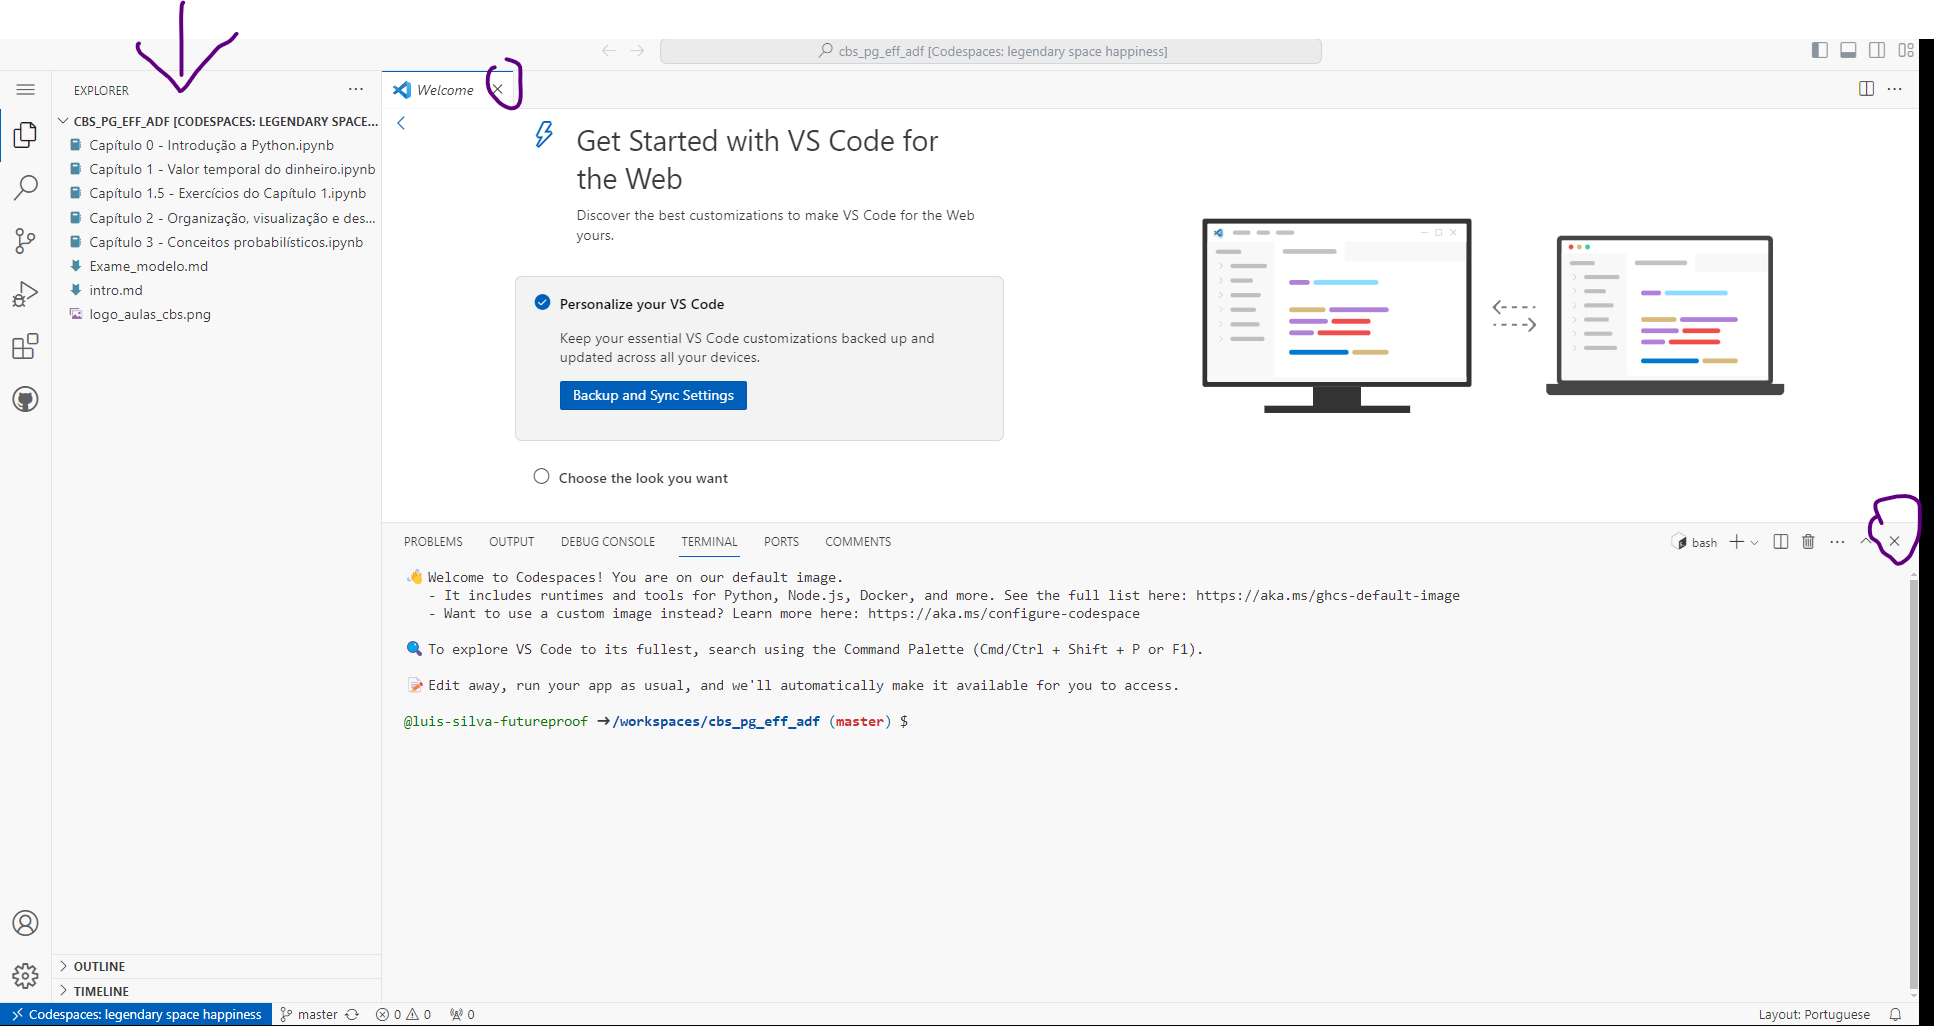 cbs_pg_eff_adf [Codespaces: legendary space happiness]
EXPLORER
CBS_PG_EFF_ADF [CODESPACES: LEGENDARY SPACE...
Capítulo 0 - Introdução a Python.ipynb
Capítulo 1 - Valor temporal do dinheiro.ipynb
Capítulo 1.5 - Exercícios do Capítulo 1.ipynb
Capítulo 2 - Organização, visualização e des...
Capítulo 3 - Conceitos probabilísticos.ipynb
Exame_modelo.md
intro.md
logo_aulas_cbs.png
OUTLINE
TIMELINE
Welcome
Get Started with VS Code for
the Web
Discover the best customizations to make VS Code for the Web
yours.
Personalize your VS Code
Keep your essential VS Code customizations backed up and
updated across all your devices.
Backup and Sync Settings
Choose the look you want
PROBLEMS OUTPUT DEBUG CONSOLE TERMINAL PORTS COMMENTS
bash
👋 Welcome to Codespaces! You are on our default image.
- It includes runtimes and tools for Python, Node.js, Docker, and more. See the full list here: https://aka.ms/ghcs-default-image
- Want to use a custom image instead? Learn more here: https://aka.ms/configure-codespace
🔍 To explore VS Code to its fullest, search using the Command Palette (Cmd/Ctrl + Shift + P or F1).
📝 Edit away, run your app as usual, and we'll automatically make it available for you to access.
@luis-silva-futureproof ➜ /workspaces/cbs_pg_eff_adf (master) $
Codespaces: legendary space happiness master 0 0 0 Layout: Portuguese